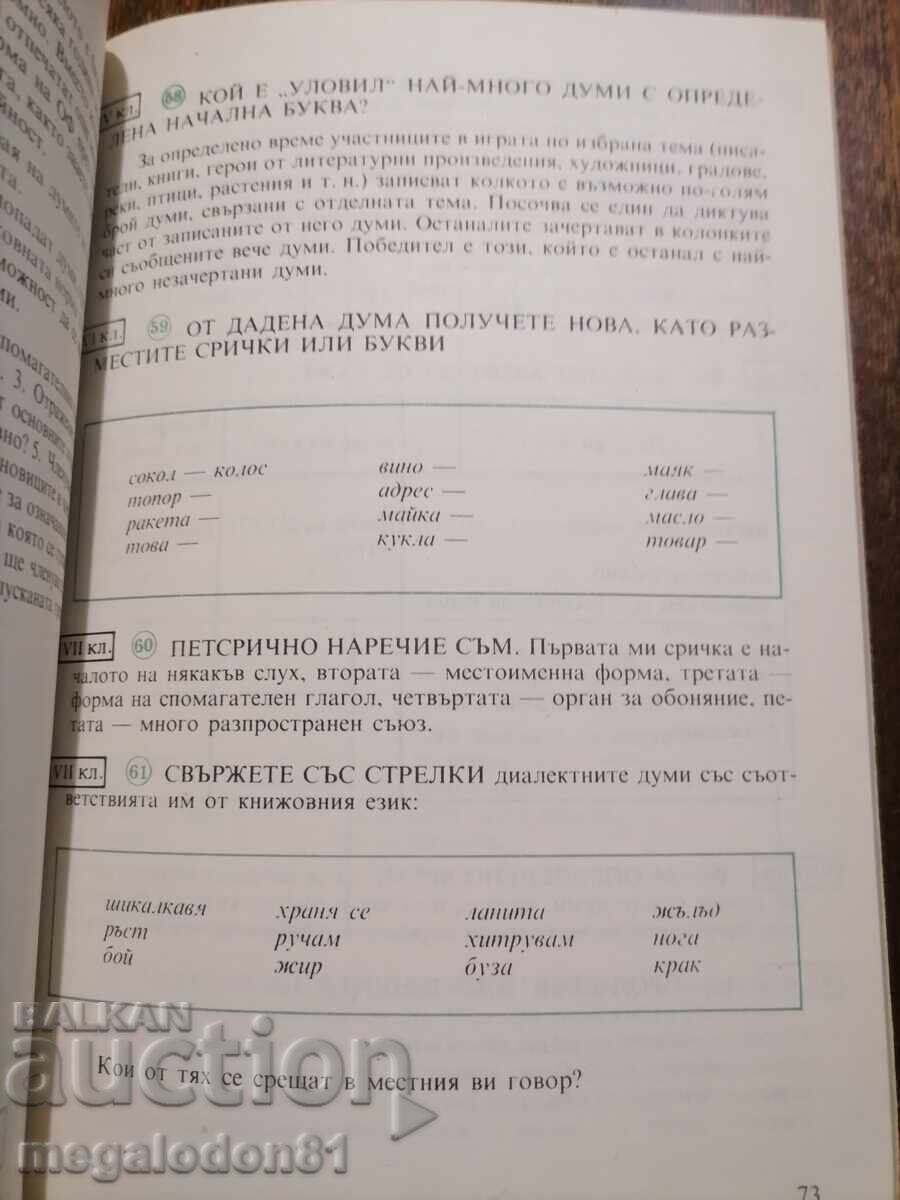 V кл. 58 КОЙ Е „УЛОВИЛ" НАЙ-МНОГО ДУМИ С ОПРЕДЕ-
ЛЕНА НАЧАЛНА БУКВА?
За определено време участниците в играта по избрана тема (писа-
тели, книги, герои от литературни произведения, художници, градове,
реки, птици, растения и т. н.) записват колкото е възможно по-голям
брой думи, свързани с отделната тема. Посочва се един да диктува
част от записаните от него думи. Останалите зачертават в колонките
си съобщените вече думи. Победител е този, който е останал с най-
много незачертани думи.
VI кл. 59 ОТ ДАДЕНА ДУМА ПОЛУЧЕТЕ НОВА, КАТО РАЗ-
МЕСТИТЕ СРИЧКИ ИЛИ БУКВИ
сокол — колос вино — маяк —
топор — адрес — глава —
ракета — майка — масло —
това — кукла — товар —
VII кл. 60 ПЕТСРИЧНО НАРЕЧИЕ СЪМ. Първата ми сричка е на-
чалото на някакъв слух, втората — местоименна форма, третата —
форма на спомагателен глагол, четвъртата — орган за обоняние, пе-
тата — много разпространен съюз.
VII кл. 61 СВЪРЖЕТЕ СЪС СТРЕЛКИ диалектните думи със съот-
ветствията им от книжовния език:
шикалкавя храня се ланита жълъд
ръст ручам хитрувам нога
бой жир буза крак
Кои от тях се срещат в местния ви говор?
73
BALKAN
auction
megalodon81